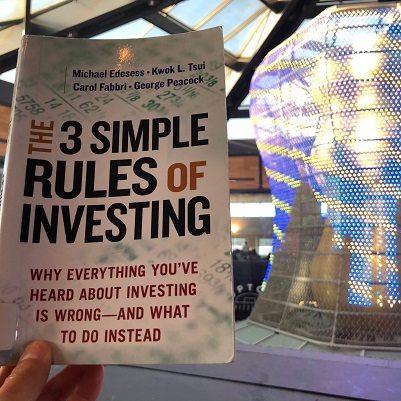 Michael Edesess • Kwok L. Tsui
Carol Fabbri • George Peacock
THE 3 SIMPLE
RULES OF
INVESTING
WHY EVERYTHING YOU'VE
HEARD ABOUT INVESTING
IS WRONG—AND WHAT
TO DO INSTEAD